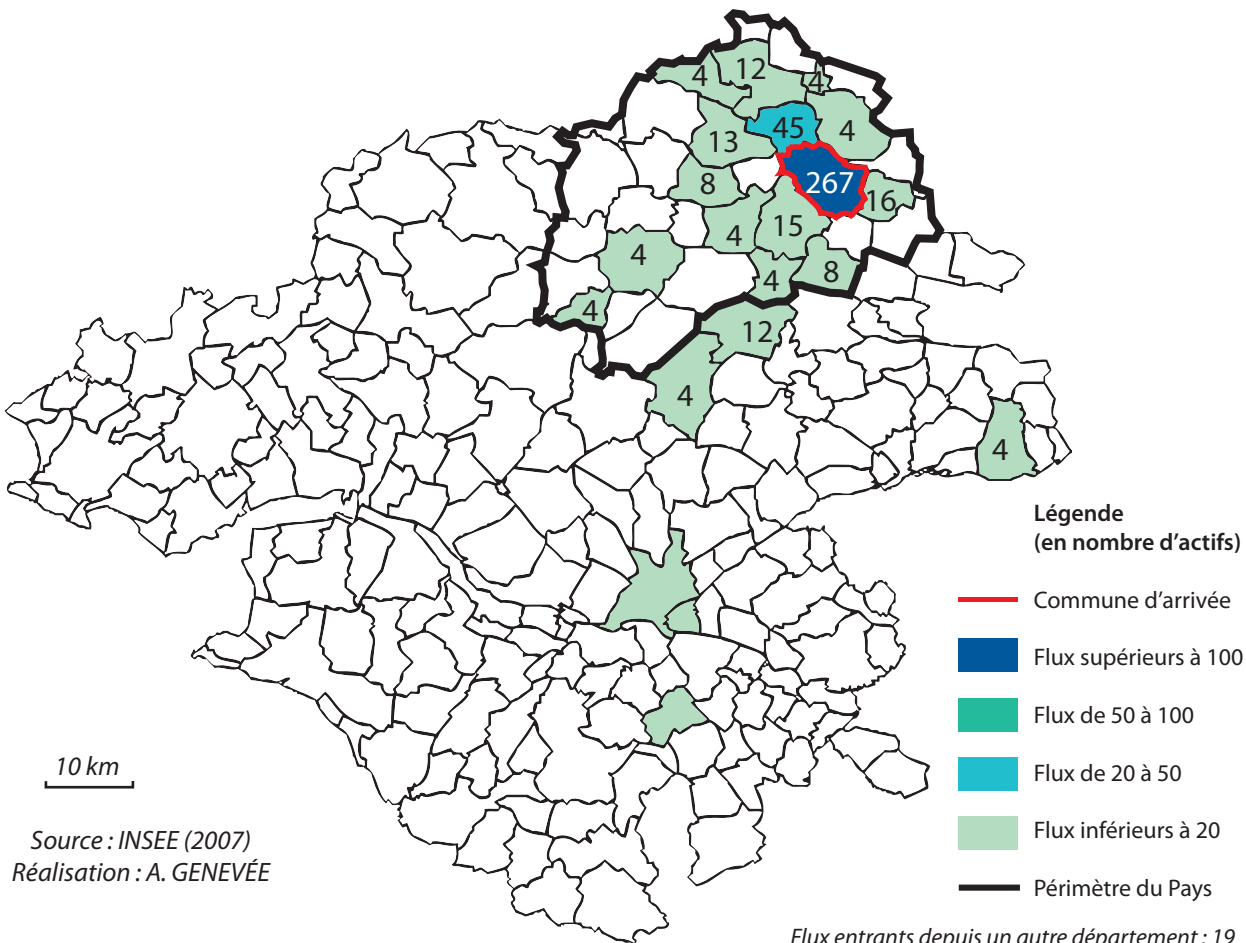 4
12
4
45
4
13
267
8
16
15
4
4
4
8
4
12
4
4
Légende
(en nombre d'actifs)
Commune d'arrivée
Flux supérieurs à 100
Flux de 50 à 100
Flux de 20 à 50
Flux inférieurs à 20
Périmètre du Pays
10 km
Source : INSEE (2007)
Réalisation : A. GENEVÉE
Flux entrants depuis un autre département : 19